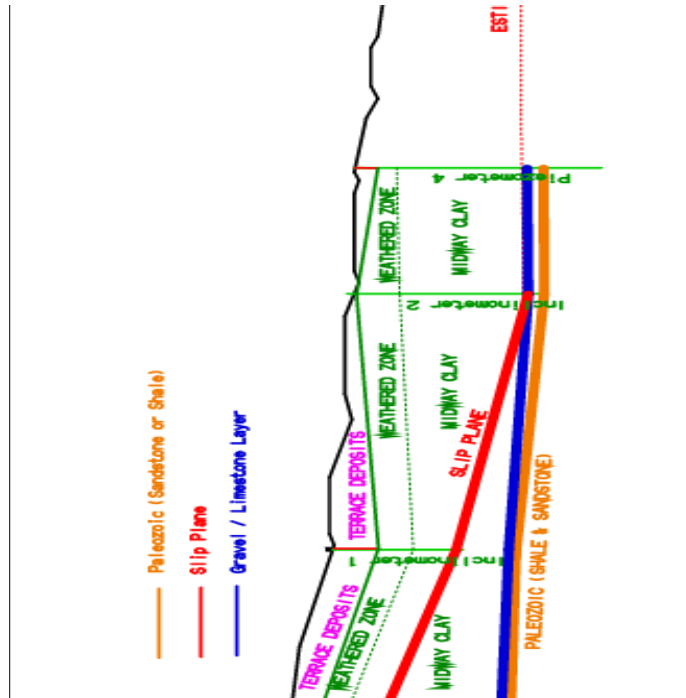 ESTI
Piezometer 4
WEATHERED ZONE
MIDWAY CLAY
Inclinometer 2
WEATHERED ZONE
MIDWAY CLAY
SLIP PLANE
TERRACE DEPOSITS
Inclinometer 1
TERRACE DEPOSITS
WEATHERED ZONE
MIDWAY CLAY
PALEOZOIC (SHALE & SANDSTONE)
Paleozoic (Sandstone or Shale)
Slip Plane
Gravel / Limestone Layer